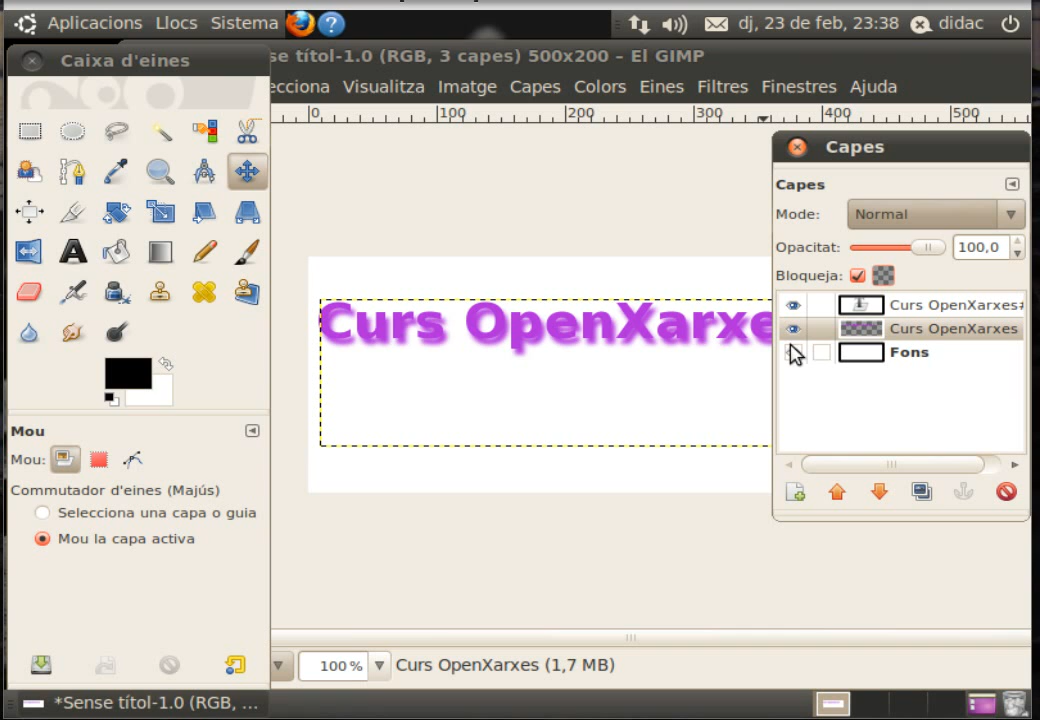 Aplicacions Llocs Sistema
dj, 23 de feb, 23:38 didac
Caixa d'eines
se títol-1.0 (RGB, 3 capes) 500x200 – El GIMP
ecciona Visualitza Imatge Capes Colors Eines Filtres Finestres Ajuda
0 100 200 300 400 500
Capes
Capes
Mode: Normal
Opacitat: 100,0
Bloqueja:
Curs OpenXarxes#
Curs OpenXarxes
Fons
Curs OpenXarxe
Mou
Mou:
Commutador d'eines (Majús)
Selecciona una capa o guia
Mou la capa activa
100 % Curs OpenXarxes (1,7 MB)
*Sense títol-1.0 (RGB, ...